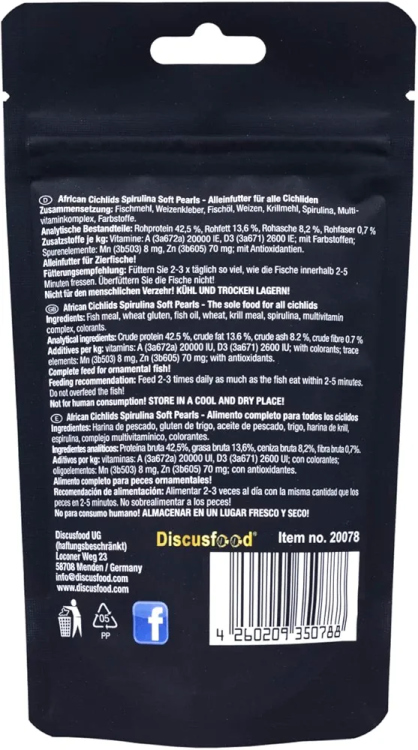 D African Cichlids Spirulina Soft Pearls - Alleinfutter für alle Cichliden
Zusammensetzung: Fischmehl, Weizenkleber, Fischöl, Weizen, Krillmehl, Spirulina, Multi-
vitaminkomplex, Farbstoffe.
Analytische Bestandteile: Rohprotein 42,5 %, Rohfett 13,6 %, Rohasche 8,2 %, Rohfaser 0,7 %
Zusatzstoffe je kg: Vitamine: A (3a672a) 20000 IE, D3 (3a671) 2600 IE; mit Farbstoffen;
Spurenelemente: Mn (3b503) 8 mg, Zn (3b605) 70 mg; mit Antioxidantien.
Alleinfutter für Zierfische!
Fütterungsempfehlung: Füttern Sie 2-3 x täglich so viel, wie die Fische innerhalb 2-5
Minuten fressen. Überfüttern Sie die Fische nicht!
Nicht für den menschlichen Verzehr! KÜHL UND TROCKEN LAGERN!
GB African Cichlids Spirulina Soft Pearls - The sole food for all cichlids
Ingredients: Fish meal, wheat gluten, fish oil, wheat, krill meal, spirulina, multivitamin
complex, colorants.
Analytical ingredients: Crude protein 42.5 %, crude fat 13.6 %, crude ash 8.2 %, crude fibre 0.7 %
Additives per kg: vitamins: A (3a672a) 20000 IU, D3 (3a671) 2600 IU; with colorants; trace
elements: Mn (3b503) 8 mg, Zn (3b605) 70 mg; with antioxidants.
Complete feed for ornamental fish!
Feeding recommendation: Feed 2-3 times daily as much as the fish eat within 2-5 minutes.
Do not overfeed the fish!
Not for human consumption! STORE IN A COOL AND DRY PLACE!
E African Cichlids Spirulina Soft Pearls - Alimento completo para todos los cíclidos
Ingredientes: Harina de pescado, gluten de trigo, aceite de pescado, trigo, harina de krill,
espirulina, complejo multivitamínico, colorantes.
Ingredientes analíticos: Proteína bruta 42,5%, grasa bruta 13,6%, ceniza bruta 8,2%, fibra bruta 0,7%.
Aditivos por kg: vitaminas: A (3a672a) 20000 UI, D3 (3a671) 2600 UI; con colorantes;
oligoelementos: Mn (3b503) 8 mg, Zn (3b605) 70 mg; con antioxidantes.
Alimento completo para peces ornamentales!
Recomendación de alimentación: Alimentar 2-3 veces al día con la misma cantidad que los
peces en 2-5 minutos. No sobrealimentar a los peces!
No para consumo humano! ALMACENAR EN UN LUGAR FRESCO Y SECO!
Discusfood UG
(haftungsbeschränkt)
Loconer Weg 23
58708 Menden / Germany
info@discusfood.com
www.discusfood.com
Discusfood®
Item no. 20078
05
PP
f
4 260209 350788